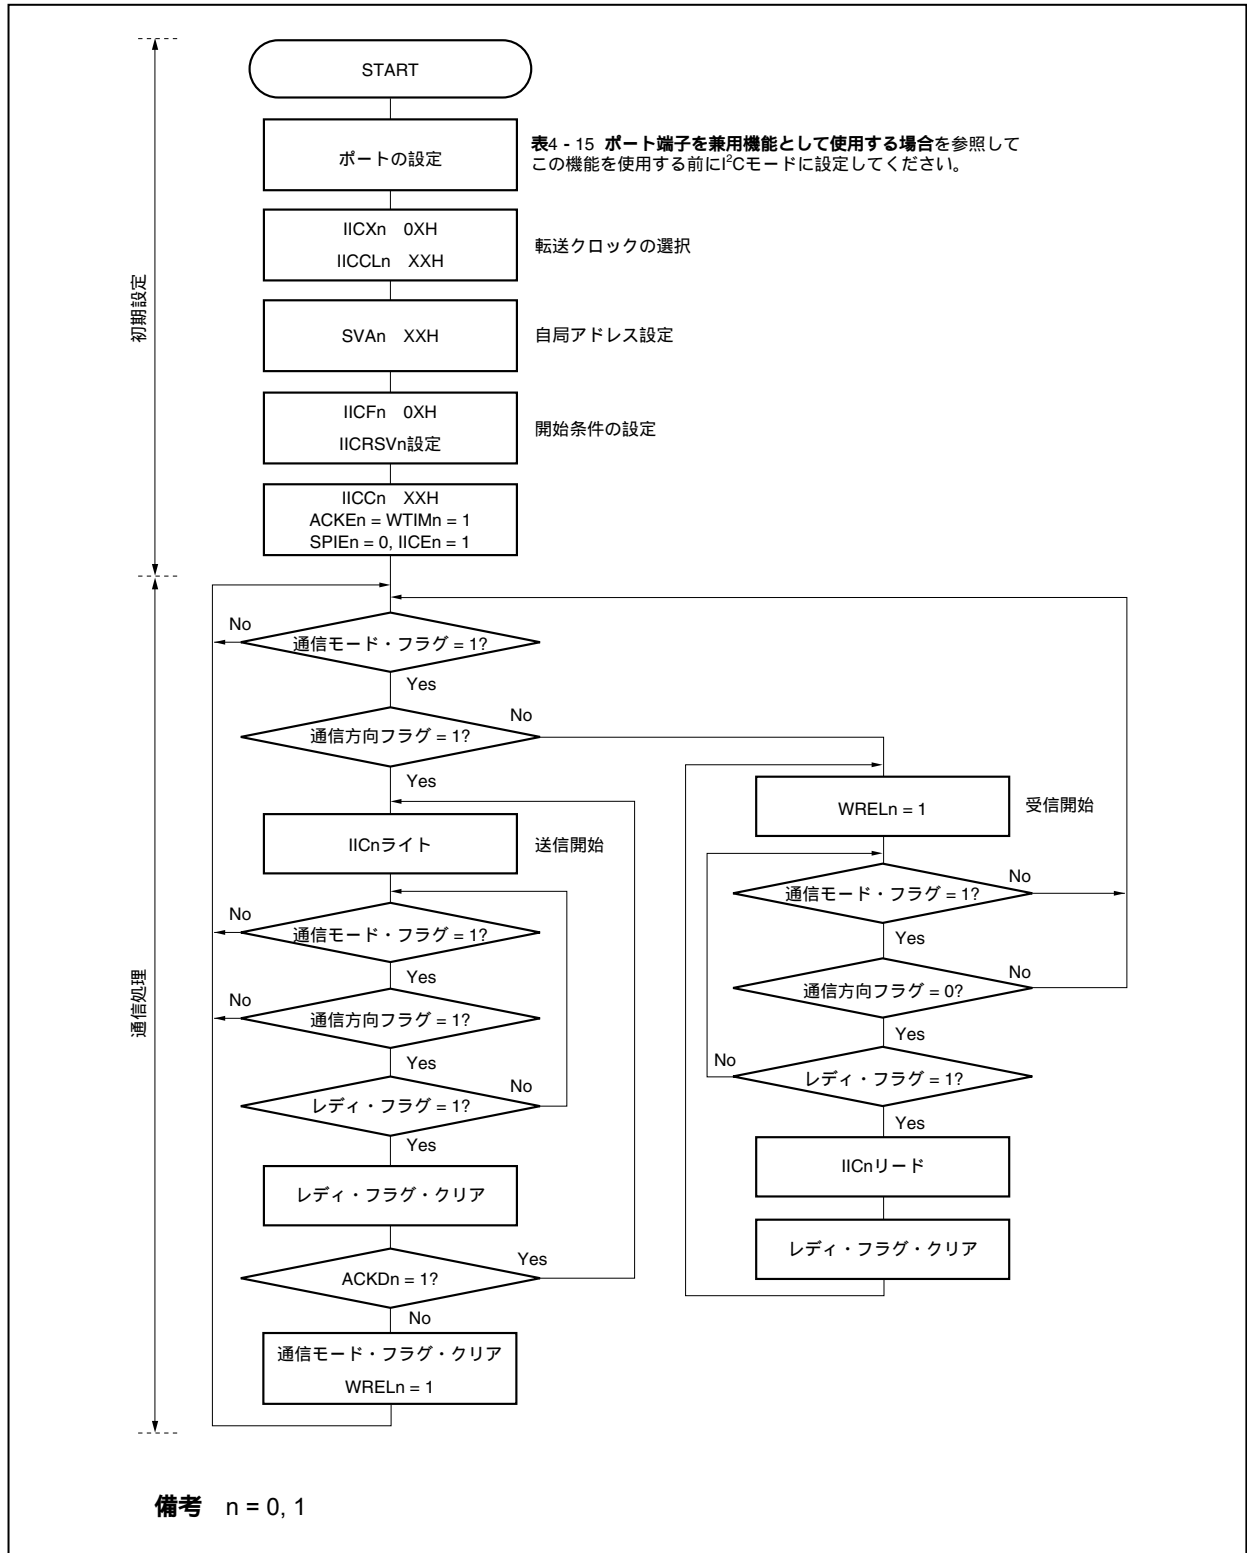 START
ポートの設定
表4 - 15 ポート端子を兼用機能として使用する場合を参照して
この機能を使用する前にI²Cモードに設定してください。
IICXn 0XH
IICCLn XXH
転送クロックの選択
初期設定
SVAn XXH
自局アドレス設定
IICFn 0XH
IICRSVn設定
開始条件の設定
IICCn XXH
ACKEn = WTIMn = 1
SPIEn = 0, IICEn = 1
No
通信モード・フラグ = 1?
Yes
通信方向フラグ = 1?
No
Yes
IICnライト
送信開始
No
通信モード・フラグ = 1?
Yes
No
通信方向フラグ = 1?
Yes
レディ・フラグ = 1?
No
Yes
レディ・フラグ・クリア
ACKDn = 1?
Yes
No
通信モード・フラグ・クリア
WRELn = 1
通信処理
WRELn = 1
受信開始
通信モード・フラグ = 1?
No
Yes
通信方向フラグ = 0?
No
Yes
No
レディ・フラグ = 1?
Yes
IICnリード
レディ・フラグ・クリア
備考 n = 0, 1